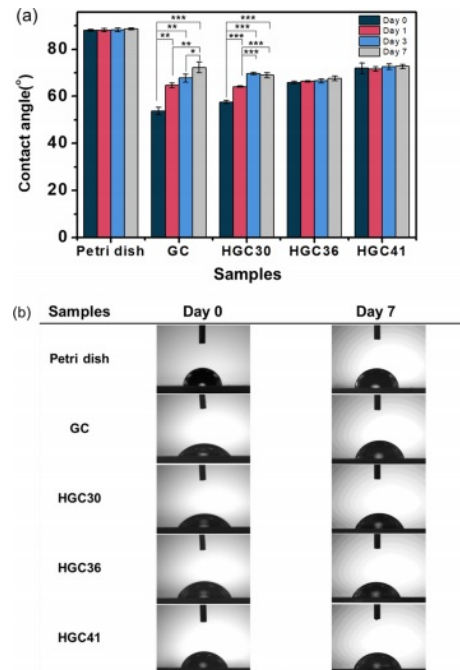 (a)
Day 0
Day 1
Day 3
Day 7
***
**
**
**
*
***
***
***
***
***
100
80
60
40
20
0
Contact angle(°)
Petri dish GC HGC30 HGC36 HGC41
Samples
(b) Samples Day 0 Day 7
Petri dish
GC
HGC30
HGC36
HGC41